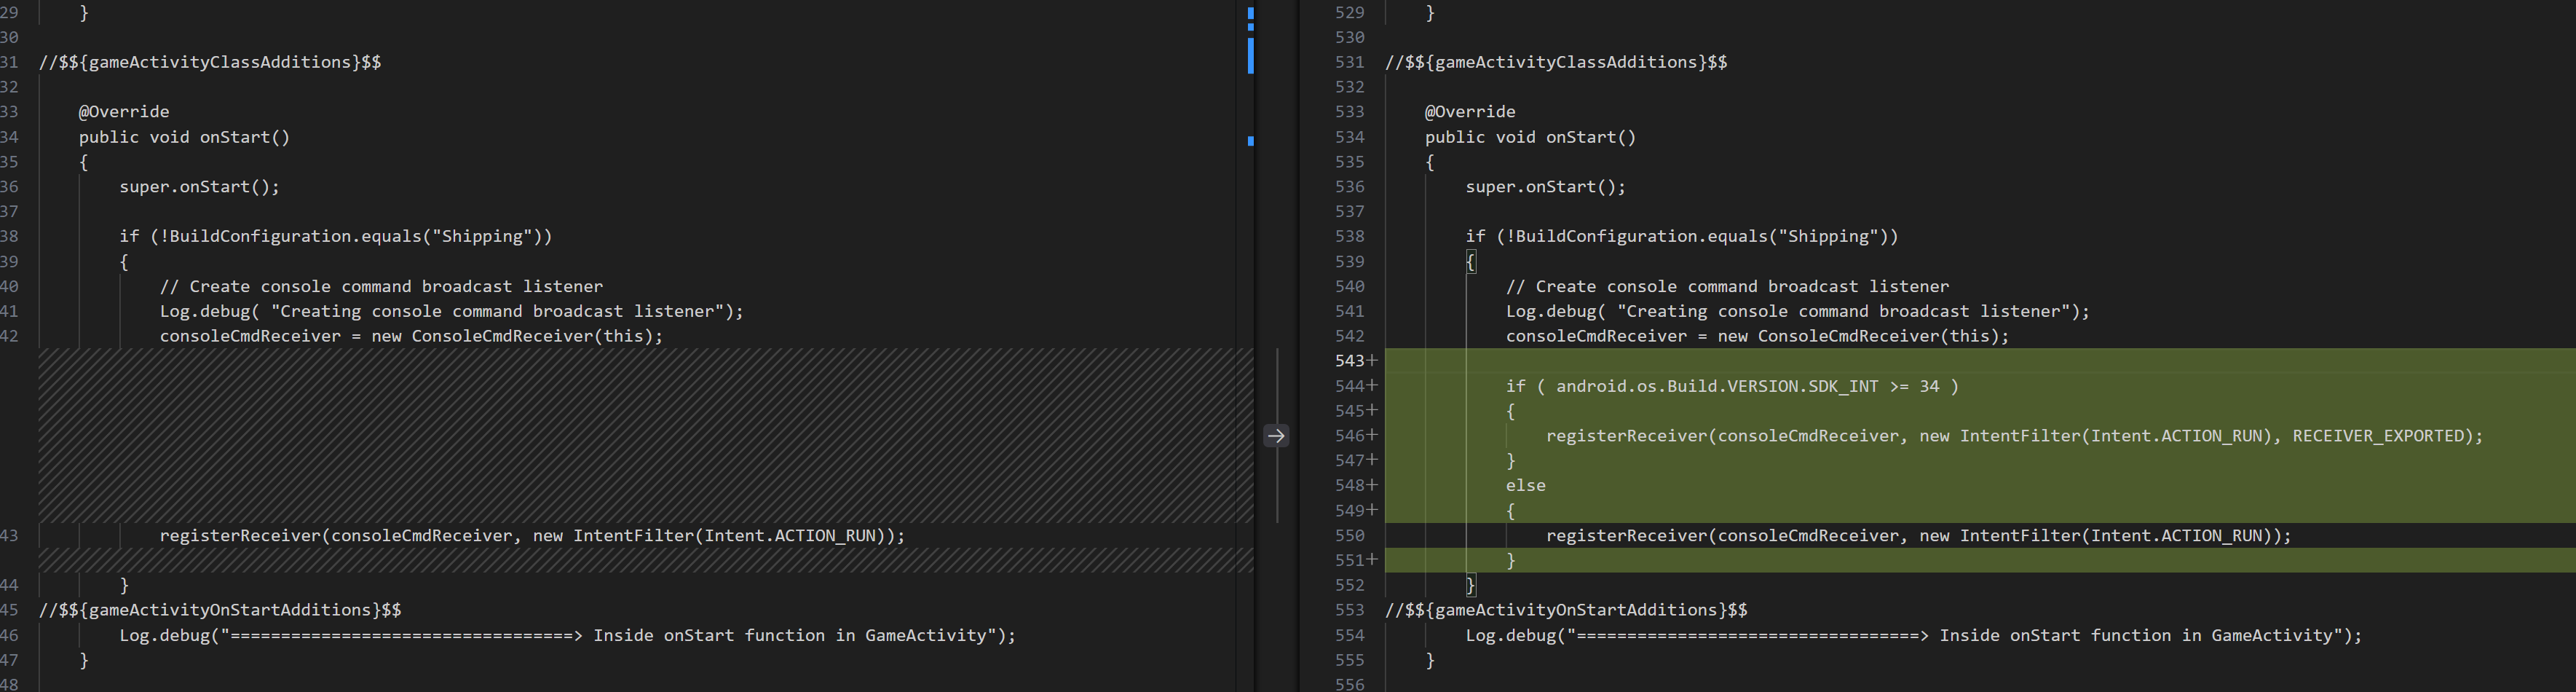 29 }
30
31 //$${gameActivityClassAdditions}$$
32
33 @Override
34 public void onStart()
35 {
36 super.onStart();
37
38 if (!BuildConfiguration.equals("Shipping"))
39 {
40 // Create console command broadcast listener
41 Log.debug( "Creating console command broadcast listener");
42 consoleCmdReceiver = new ConsoleCmdReceiver(this);
43 registerReceiver(consoleCmdReceiver, new IntentFilter(Intent.ACTION_RUN));
44 }
45 //$${gameActivityOnStartAdditions}$$
46 Log.debug("==================================> Inside onStart function in GameActivity");
47 }
48
529 }
530
531 //$${gameActivityClassAdditions}$$
532
533 @Override
534 public void onStart()
535 {
536 super.onStart();
537
538 if (!BuildConfiguration.equals("Shipping"))
539 {
540 // Create console command broadcast listener
541 Log.debug( "Creating console command broadcast listener");
542 consoleCmdReceiver = new ConsoleCmdReceiver(this);
543+
544+ if ( android.os.Build.VERSION.SDK_INT >= 34 )
545+ {
546+ registerReceiver(consoleCmdReceiver, new IntentFilter(Intent.ACTION_RUN), RECEIVER_EXPORTED);
547+ }
548+ else
549+ {
550 registerReceiver(consoleCmdReceiver, new IntentFilter(Intent.ACTION_RUN));
551+ }
552 }
553 //$${gameActivityOnStartAdditions}$$
554 Log.debug("==================================> Inside onStart function in GameActivity");
555 }
556